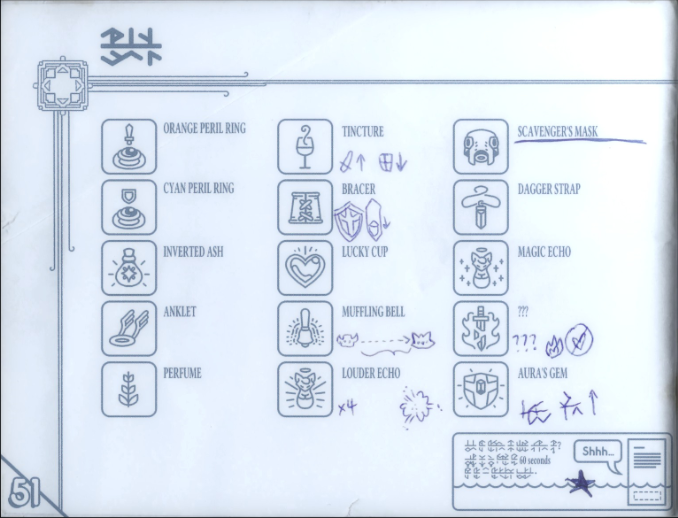 ORANGE PERIL RING
CYAN PERIL RING
INVERTED ASH
ANKLET
PERFUME
TINCTURE
BRACER
LUCKY CUP
MUFFLING BELL
LOUDER ECHO
x4
SCAVENGER'S MASK
DAGGER STRAP
MAGIC ECHO
???
???
AURA'S GEM
?
60 seconds
Shhh...
51